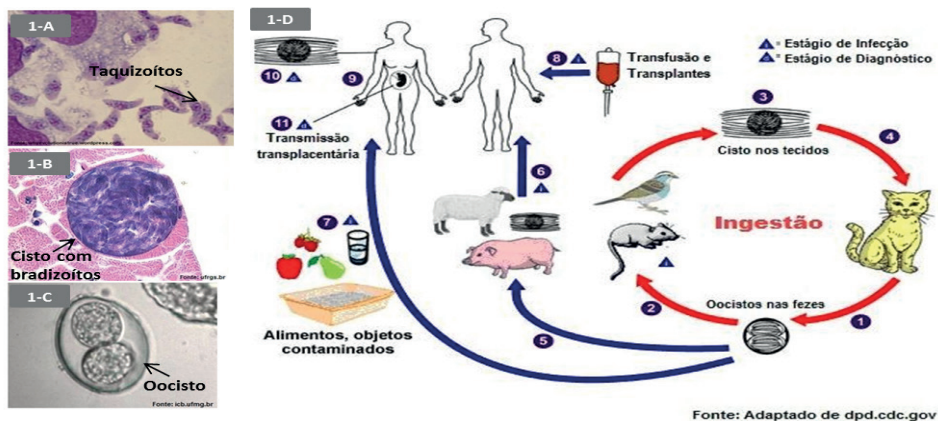 1-A
Taquizoítos
1-B
Cisto com
bradizoítos
Fonte: ufrgs.br
1-C
Oocisto
Fonte: icb.ufmg.br
1-D
10
d
9
11
d
Transmissão
transplacentária
8
i
Transfusão e
Transplantes
i = Estágio de Infecção
d = Estágio de Diagnòstico
3
Cisto nos tecidos
4
6
i
7
i
Ingestão
i
Alimentos, objetos
contaminados
5
2
Oocistos nas fezes
1
Fonte: Adaptado de dpd.cdc.gov